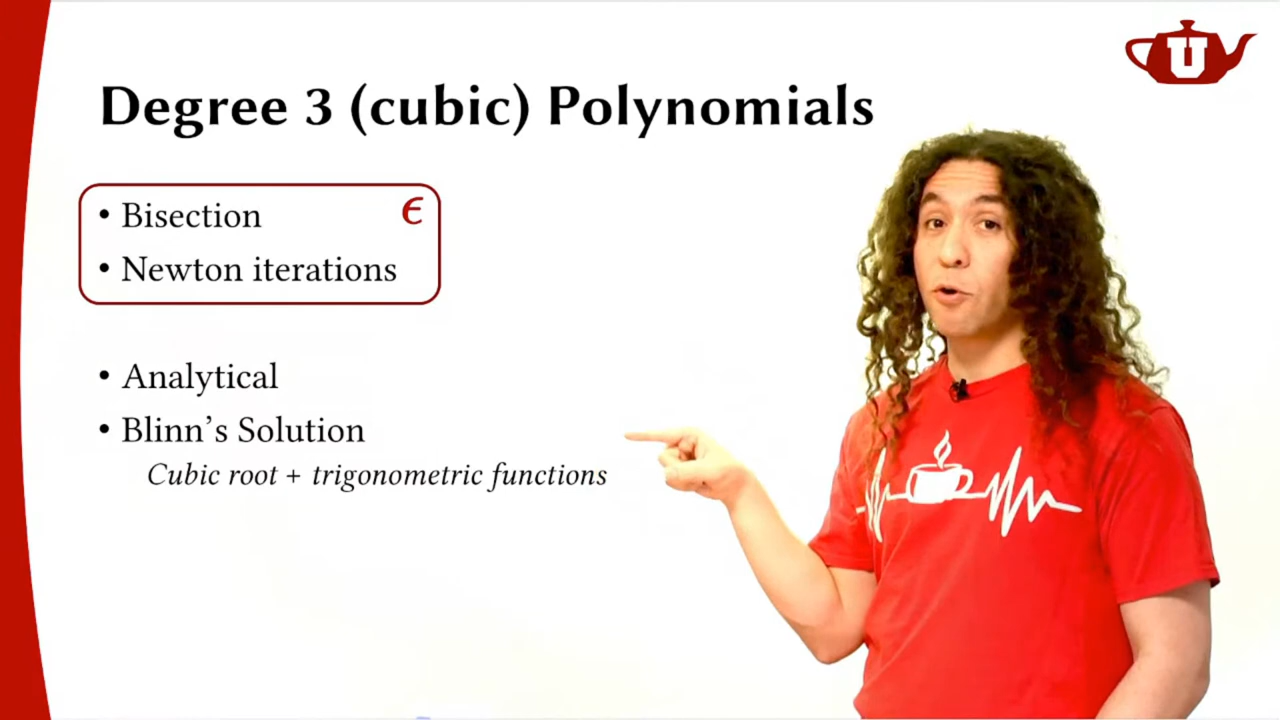 U
Degree 3 (cubic) Polynomials
• Bisection ϵ
• Newton iterations
• Analytical
• Blinn's Solution
Cubic root + trigonometric functions